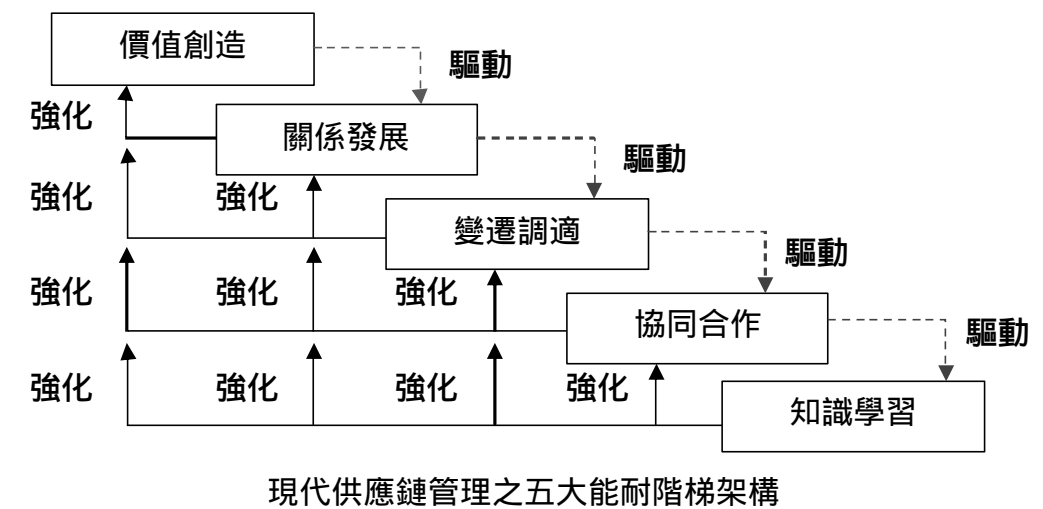 價值創造
驅動
強化
關係發展
驅動
強化
強化
變遷調適
驅動
強化
強化
強化
協同合作
驅動
強化
強化
強化
強化
知識學習
現代供應鏈管理之五大能耐階梯架構